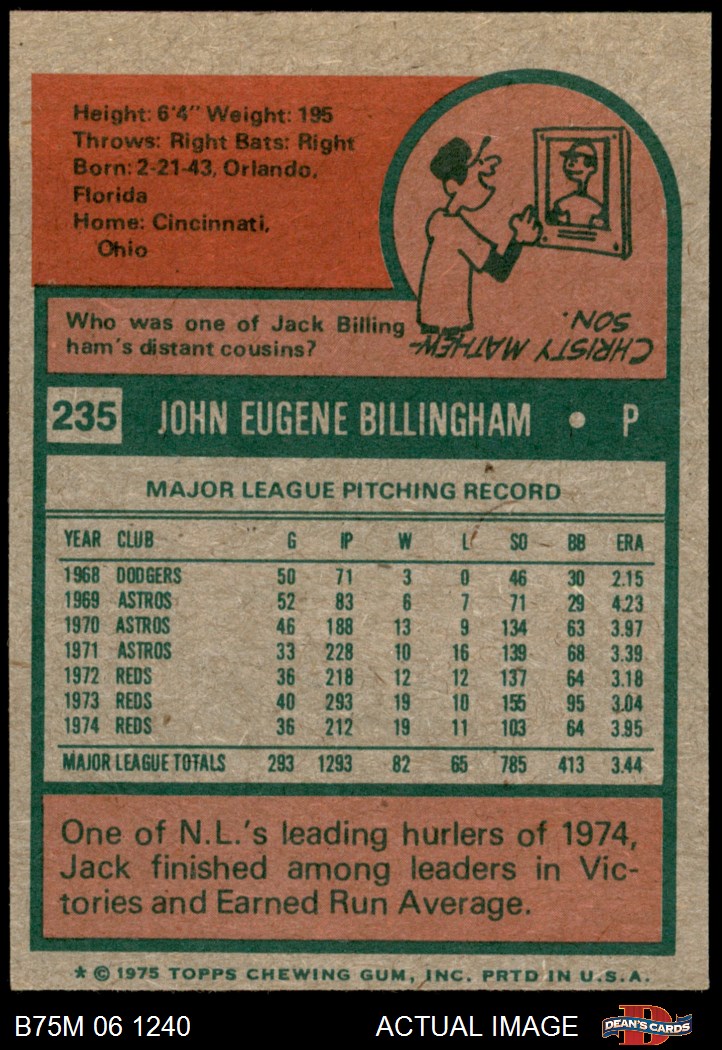 Height: 6'4" Weight: 195
Throws: Right Bats: Right
Born: 2-21-43, Orlando,
Florida
Home: Cincinnati,
Ohio
Who was one of Jack Billing
ham's distant cousins?
CHRISTY MATHEW-
SON.
235 JOHN EUGENE BILLINGHAM • P
MAJOR LEAGUE PITCHING RECORD
YEAR CLUB G IP W L SO BB ERA
1968 DODGERS 50 71 3 0 46 30 2.15
1969 ASTROS 52 83 6 7 71 29 4.23
1970 ASTROS 46 188 13 9 134 63 3.97
1971 ASTROS 33 228 10 16 139 68 3.39
1972 REDS 36 218 12 12 137 64 3.18
1973 REDS 40 293 19 10 155 95 3.04
1974 REDS 36 212 19 11 103 64 3.95
MAJOR LEAGUE TOTALS 293 1293 82 65 785 413 3.44
One of N.L.'s leading hurlers of 1974,
Jack finished among leaders in Vic-
tories and Earned Run Average.
* © 1975 TOPPS CHEWING GUM, INC. PRTD IN U.S.A.
B75M 06 1240 ACTUAL IMAGE D DEAN'S CARDS